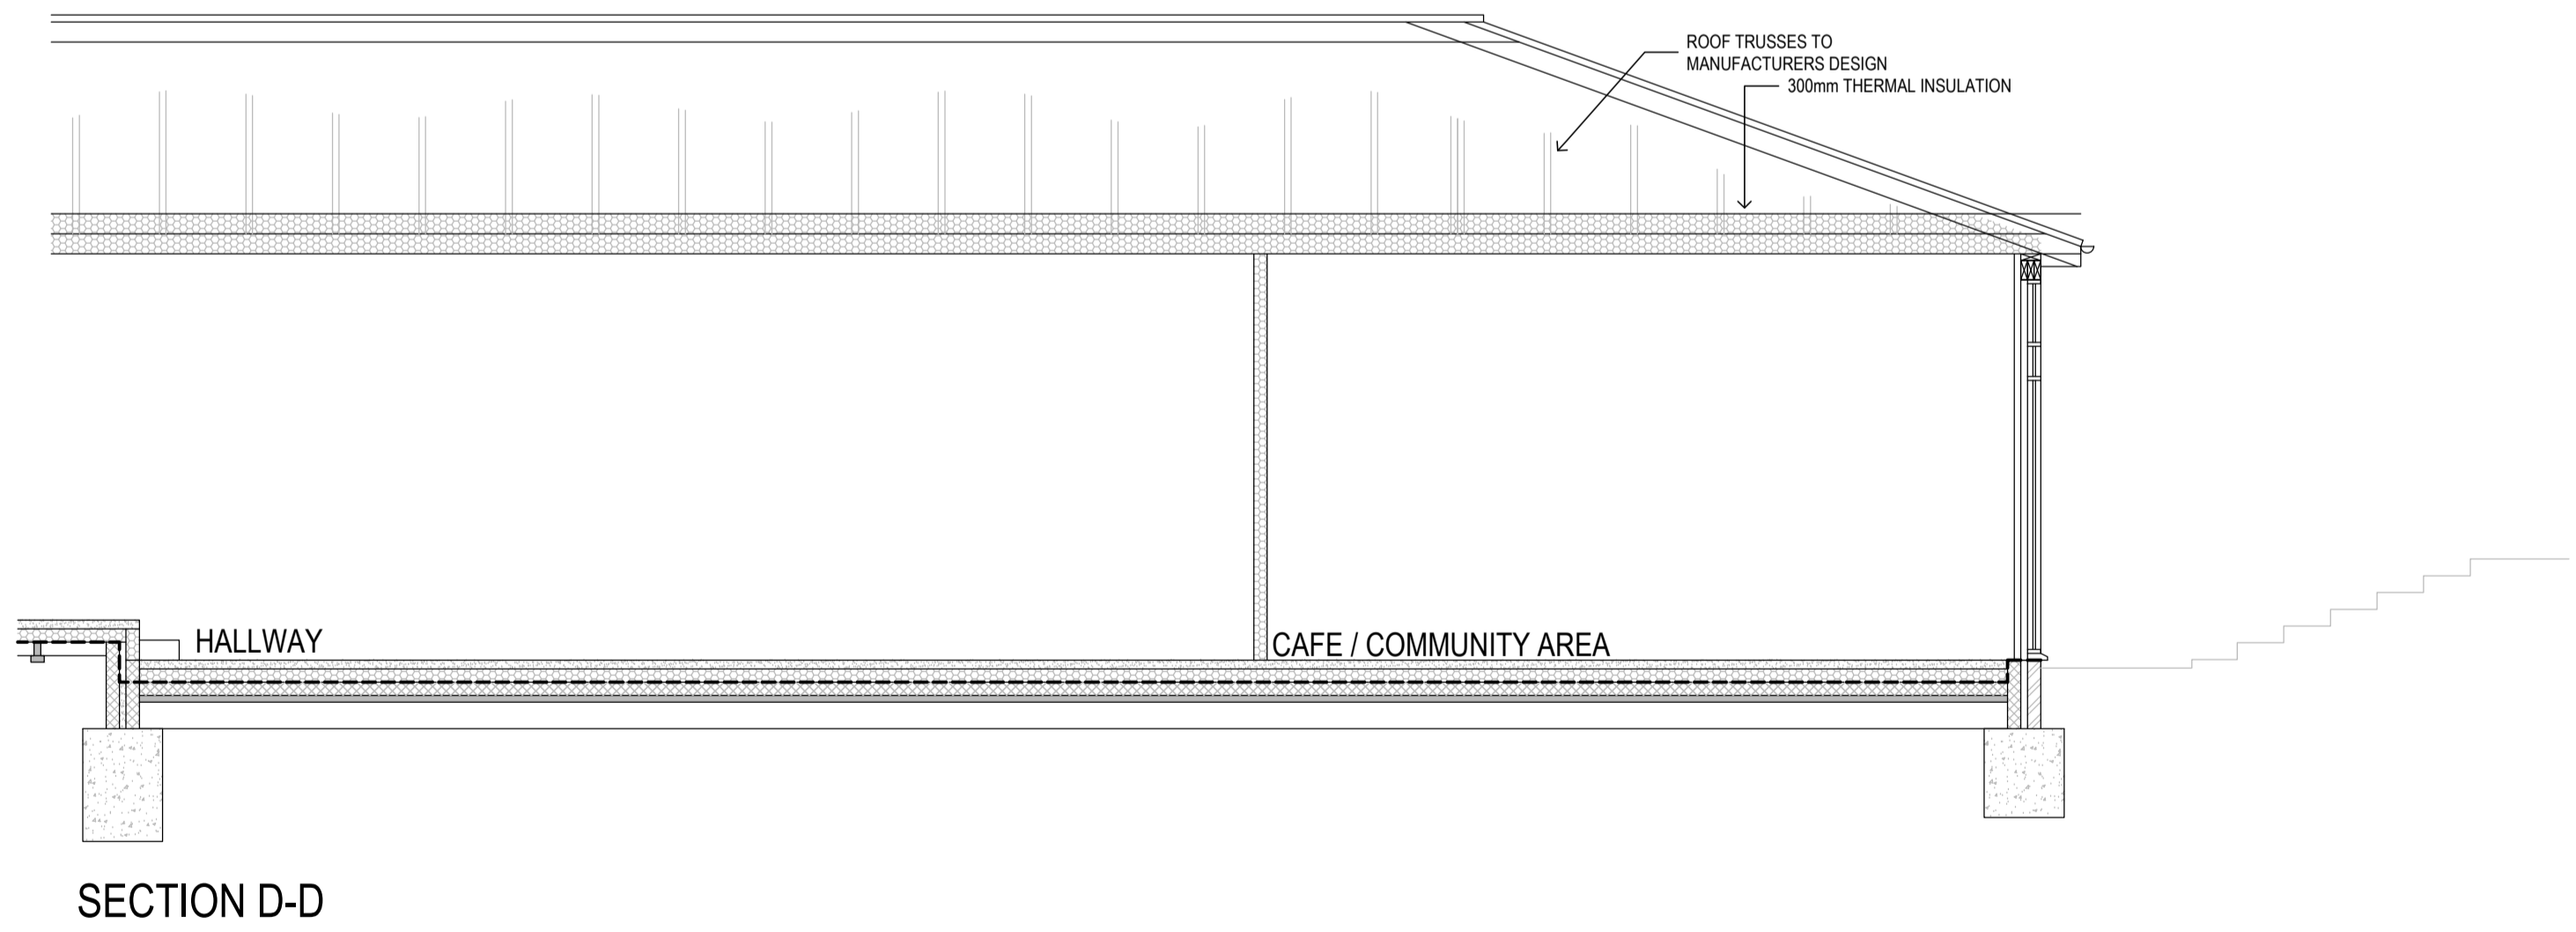 ROOF TRUSSES TO
MANUFACTURERS DESIGN
300mm THERMAL INSULATION
HALLWAY
CAFE / COMMUNITY AREA
SECTION D-D